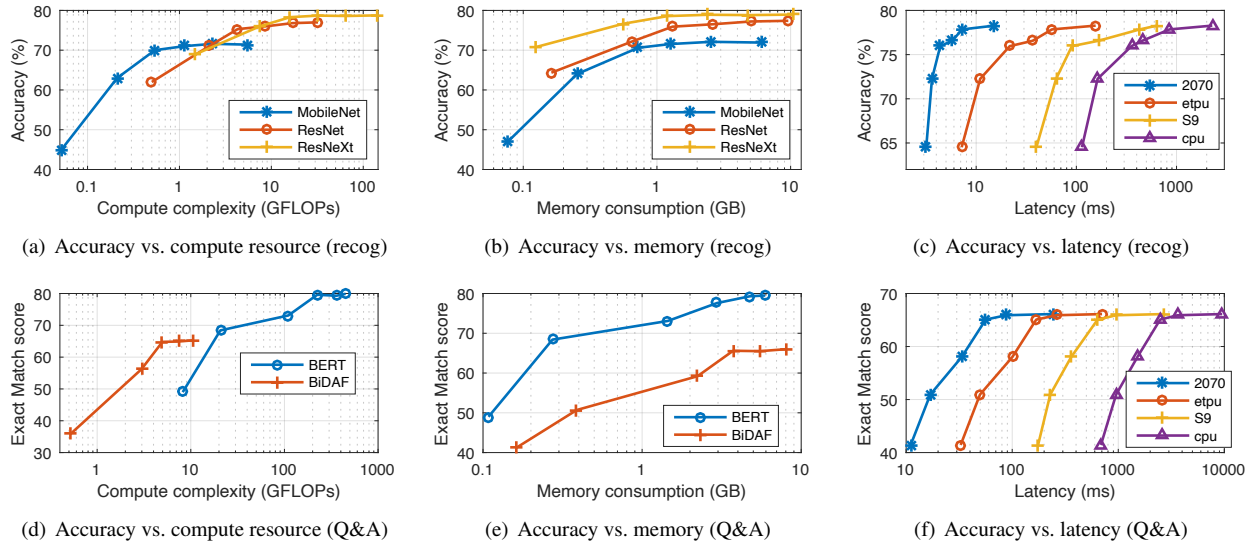 Accuracy (%)
80
70
60
50
40
0.1
1
10
100
MobileNet
ResNet
ResNeXt
Compute complexity (GFLOPs)
(a) Accuracy vs. compute resource (recog)
Accuracy (%)
80
70
60
50
40
0.1
1
10
MobileNet
ResNet
ResNeXt
Memory consumption (GB)
(b) Accuracy vs. memory (recog)
Accuracy (%)
80
75
70
65
10
100
1000
2070
etpu
S9
cpu
Latency (ms)
(c) Accuracy vs. latency (recog)
Exact Match score
80
70
60
50
40
30
1
10
100
1000
BERT
BiDAF
Compute complexity (GFLOPs)
(d) Accuracy vs. compute resource (Q&A)
Exact Match score
80
70
60
50
40
0.1
1
10
BERT
BiDAF
Memory consumption (GB)
(e) Accuracy vs. memory (Q&A)
Exact Match score
70
60
50
40
10
100
1000
10000
2070
etpu
S9
cpu
Latency (ms)
(f) Accuracy vs. latency (Q&A)